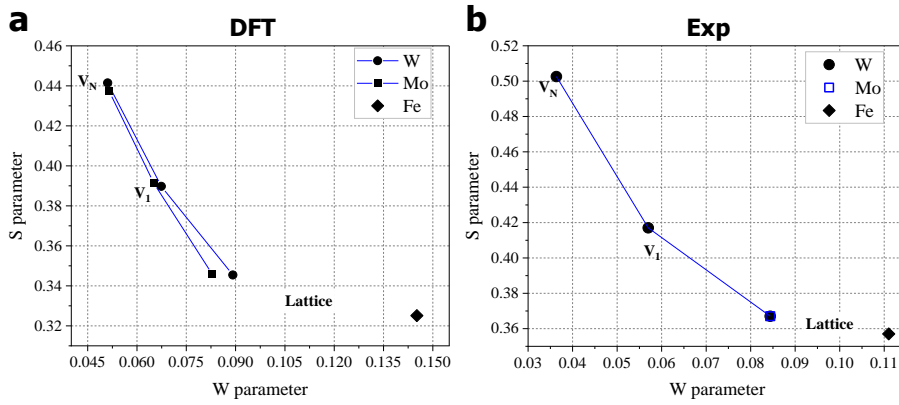 a
DFT
0.46
0.44
0.42
0.40
0.38
0.36
0.34
0.32
S parameter
W
Mo
Fe
V_N
V_1
Lattice
0.045 0.060 0.075 0.090 0.105 0.120 0.135 0.150
W parameter
b
Exp
0.52
0.50
0.48
0.46
0.44
0.42
0.40
0.38
0.36
S parameter
W
Mo
Fe
V_N
V_1
Lattice
0.03 0.04 0.05 0.06 0.07 0.08 0.09 0.10 0.11
W parameter